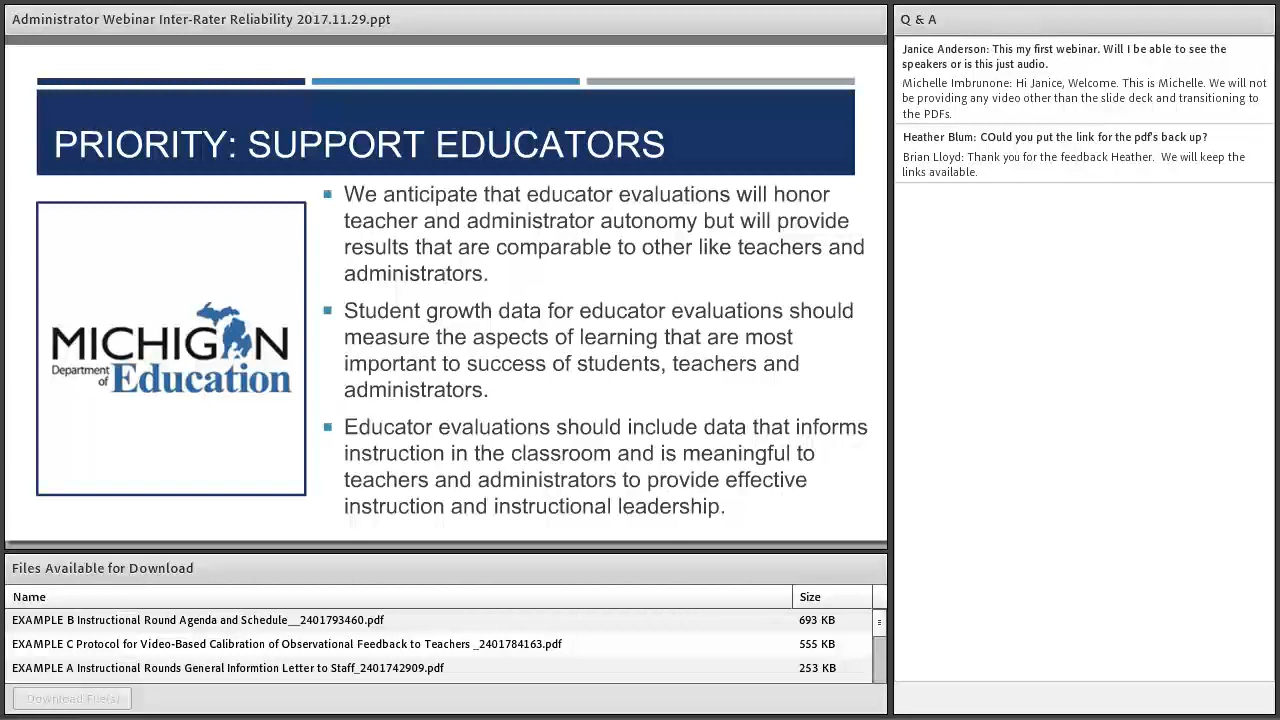 Administrator Webinar Inter-Rater Reliability 2017.11.29.ppt
PRIORITY: SUPPORT EDUCATORS
MICHIGAN
Department of Education
We anticipate that educator evaluations will honor
teacher and administrator autonomy but will provide
results that are comparable to other like teachers and
administrators.
Student growth data for educator evaluations should
measure the aspects of learning that are most
important to success of students, teachers and
administrators.
Educator evaluations should include data that informs
instruction in the classroom and is meaningful to
teachers and administrators to provide effective
instruction and instructional leadership.
Files Available for Download
Name Size
EXAMPLE B Instructional Round Agenda and Schedule__2401793460.pdf 693 KB
EXAMPLE C Protocol for Video-Based Calibration of Observational Feedback to Teachers _2401784163.pdf 555 KB
EXAMPLE A Instructional Rounds General Informtion Letter to Staff_2401742909.pdf 253 KB
Download File(s)
Q & A
Janice Anderson: This my first webinar. Will I be able to see the
speakers or is this just audio.
Michelle Imbrunone: Hi Janice, Welcome. This is Michelle. We will not
be providing any video other than the slide deck and transitioning to
the PDFs.
Heather Blum: COuld you put the link for the pdf's back up?
Brian Lloyd: Thank you for the feedback Heather. We will keep the
links available.